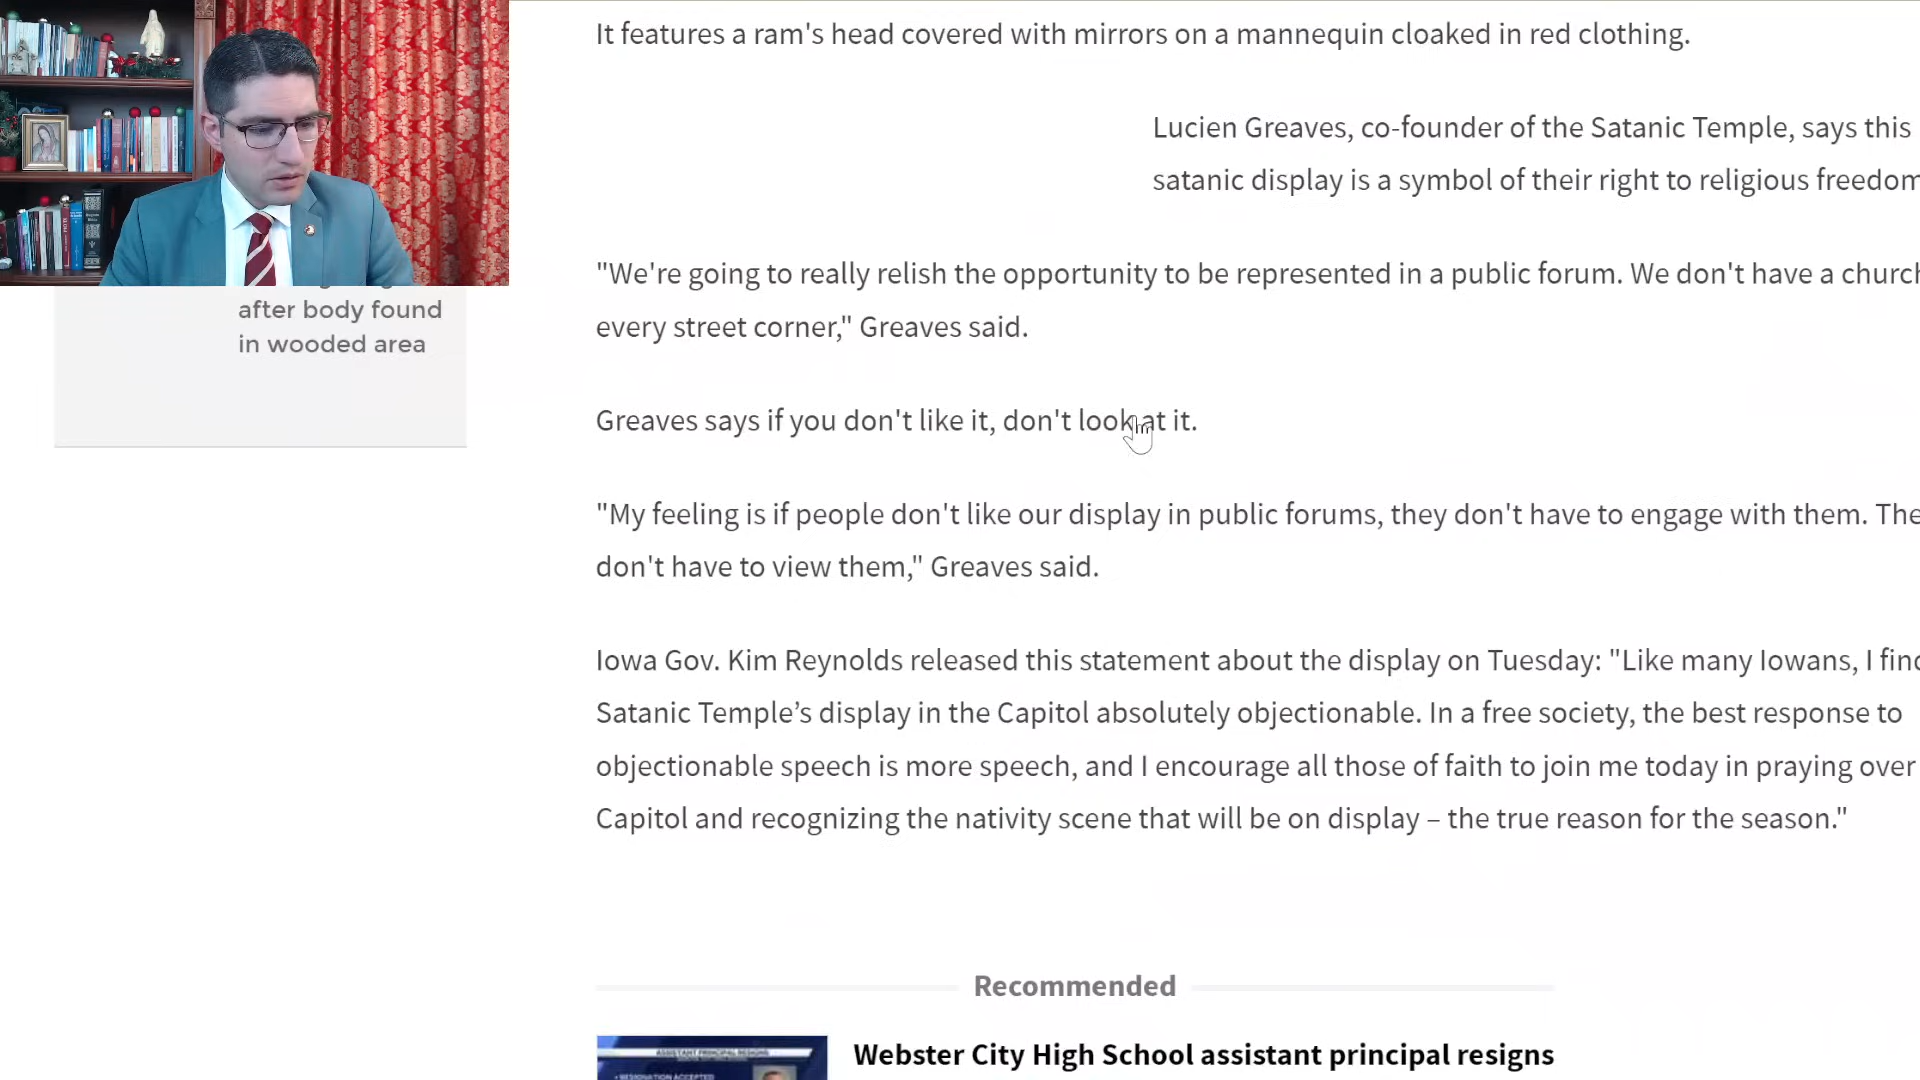 It features a ram's head covered with mirrors on a mannequin cloaked in red clothing.
Lucien Greaves, co-founder of the Satanic Temple, says this
satanic display is a symbol of their right to religious freedom
"We're going to really relish the opportunity to be represented in a public forum. We don't have a church
every street corner," Greaves said.
after body found
in wooded area
Greaves says if you don't like it, don't look at it.
"My feeling is if people don't like our display in public forums, they don't have to engage with them. The
don't have to view them," Greaves said.
Iowa Gov. Kim Reynolds released this statement about the display on Tuesday: "Like many Iowans, I find
Satanic Temple’s display in the Capitol absolutely objectionable. In a free society, the best response to
objectionable speech is more speech, and I encourage all those of faith to join me today in praying over
Capitol and recognizing the nativity scene that will be on display – the true reason for the season."
Recommended
ASSISTANT PRINCIPAL RESIGNS
• RESIGNATION ACCEPTED
Webster City High School assistant principal resigns